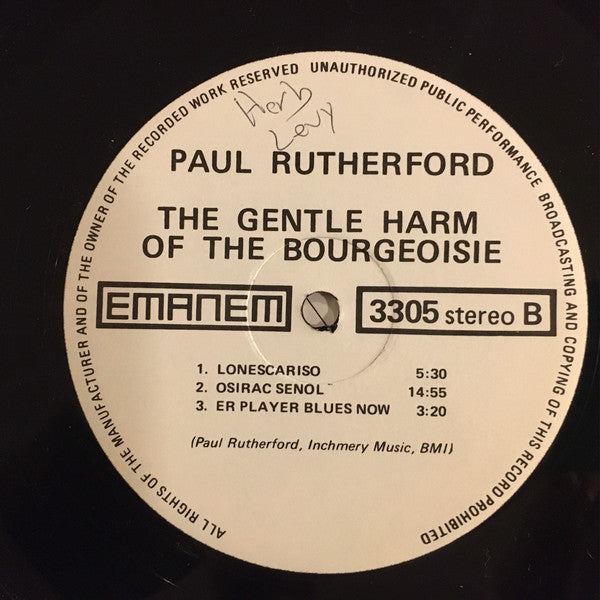 ALL RIGHTS OF THE MANUFACTURER AND OF THE OWNER OF THE RECORDED WORK RESERVED UNAUTHORIZED PUBLIC PERFORMANCE BROADCASTING AND COPYING OF THIS RECORD PROHIBITED
Herb
Levy
PAUL RUTHERFORD
THE GENTLE HARM
OF THE BOURGEOISIE
EMANEM 3305 stereo B
1. LONESCARISO 5:30
2. OSIRAC SENOL 14:55
3. ER PLAYER BLUES NOW 3:20
(Paul Rutherford, Inchmery Music, BMI)